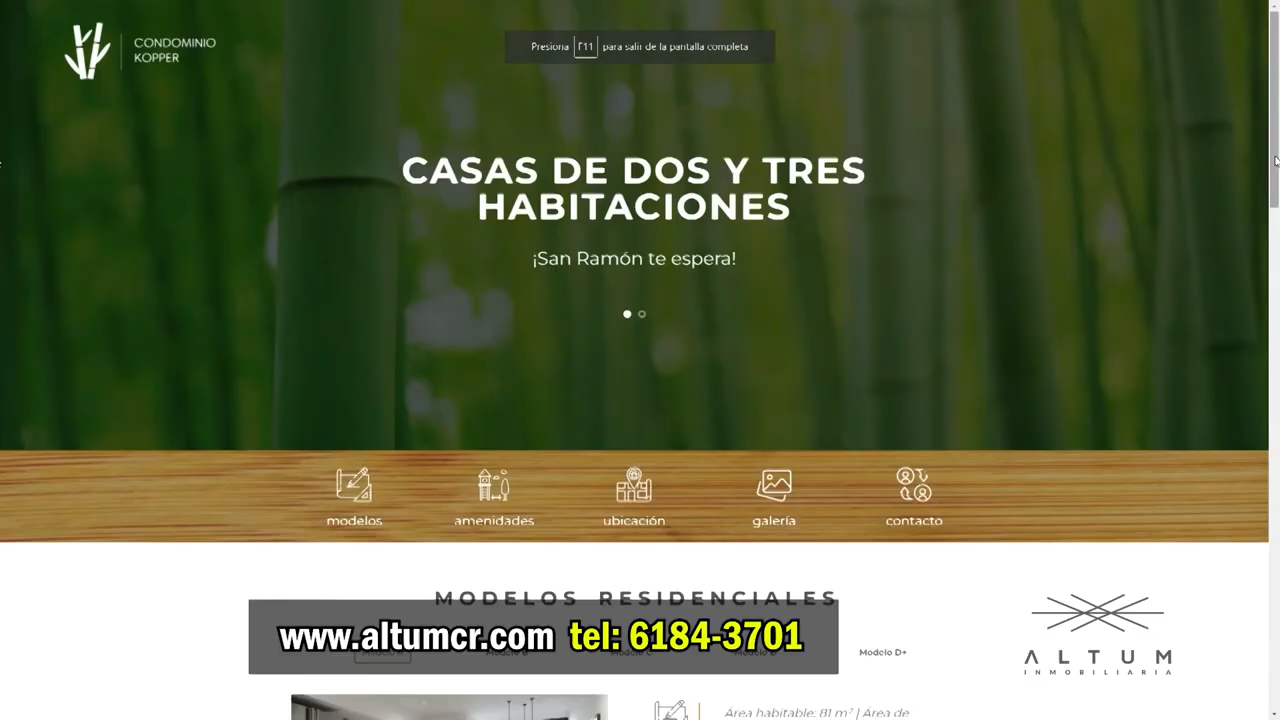 CONDOMINIO
KOPPER
Presiona F11 para salir de la pantalla completa
CASAS DE DOS Y TRES
HABITACIONES
¡San Ramón te espera!
modelos amenidades ubicación galería contacto
MODELOS RESIDENCIALES
www.altumcr.com tel: 6184-3701
Modelo D+
ALTUM
INMOBILIARIA
Area habitable: 81 m² | Área de